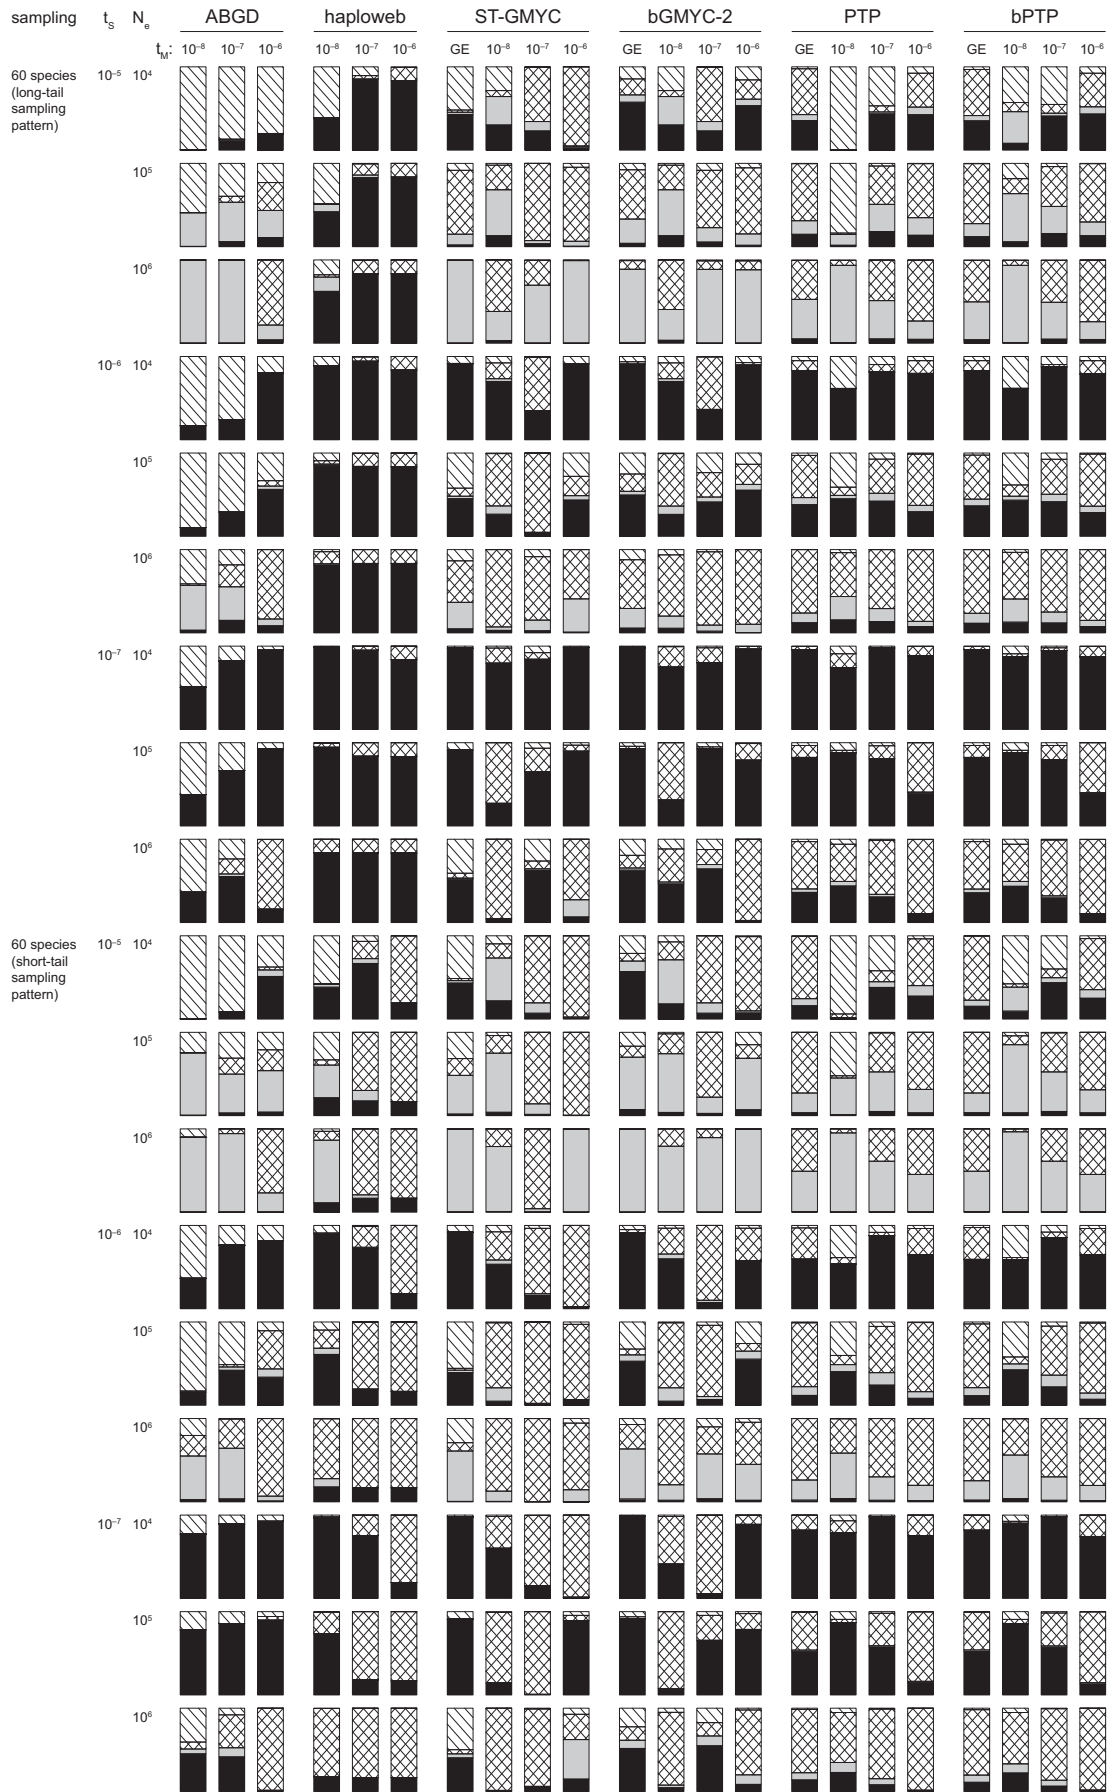 sampling tS Ne ABGD haploweb ST-GMYC bGMYC-2 PTP bPTP
tM: 10⁻⁸ 10⁻⁷ 10⁻⁶ 10⁻⁸ 10⁻⁷ 10⁻⁶ GE 10⁻⁸ 10⁻⁷ 10⁻⁶ GE 10⁻⁸ 10⁻⁷ 10⁻⁶ GE 10⁻⁸ 10⁻⁷ 10⁻⁶ GE 10⁻⁸ 10⁻⁷ 10⁻⁶
60 species 10⁻⁵ 10⁴
(long-tail
sampling
pattern)
10⁵
10⁶
10⁻⁶ 10⁴
10⁵
10⁶
10⁻⁷ 10⁴
10⁵
10⁶
60 species 10⁻⁵ 10⁴
(short-tail
sampling
pattern)
10⁵
10⁶
10⁻⁶ 10⁴
10⁵
10⁶
10⁻⁷ 10⁴
10⁵
10⁶